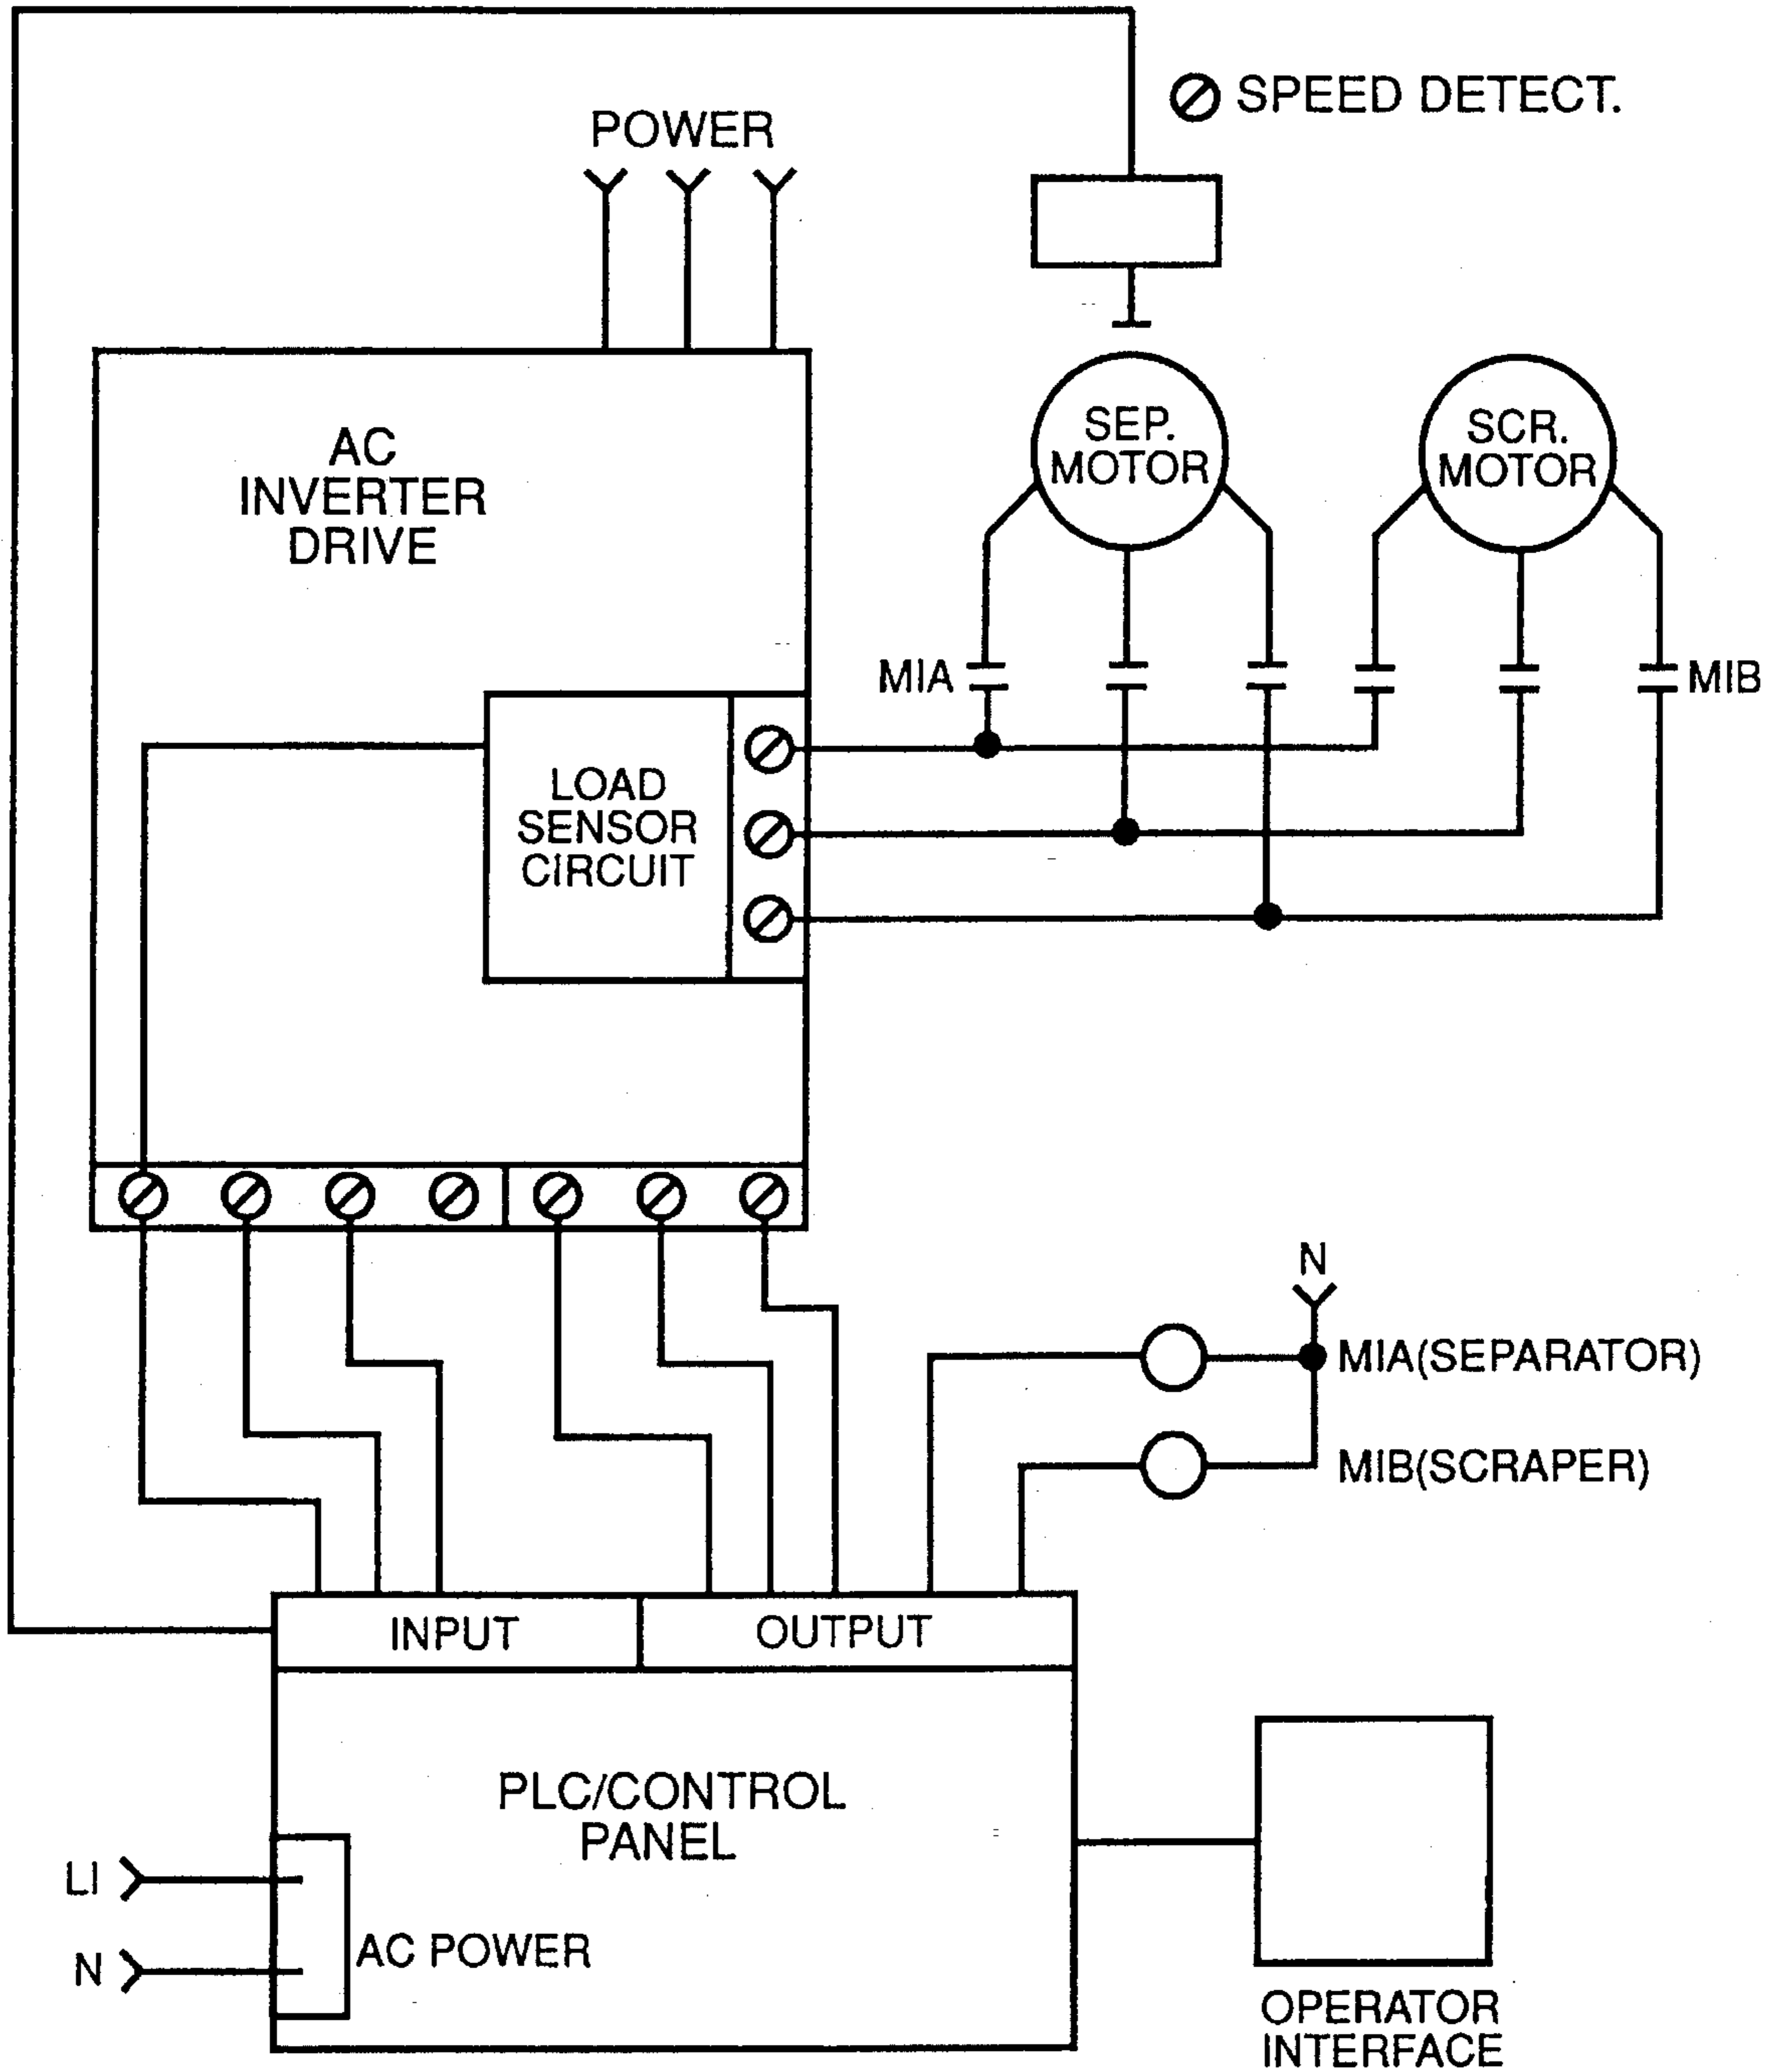 SPEED DETECT.
POWER
AC
INVERTER
DRIVE
SEP.
MOTOR
SCR.
MOTOR
MIA
MIB
LOAD
SENSOR
CIRCUIT
N
MIA(SEPARATOR)
MIB(SCRAPER)
INPUT
OUTPUT
PLC/CONTROL
PANEL
LI
N
AC POWER
OPERATOR
INTERFACE